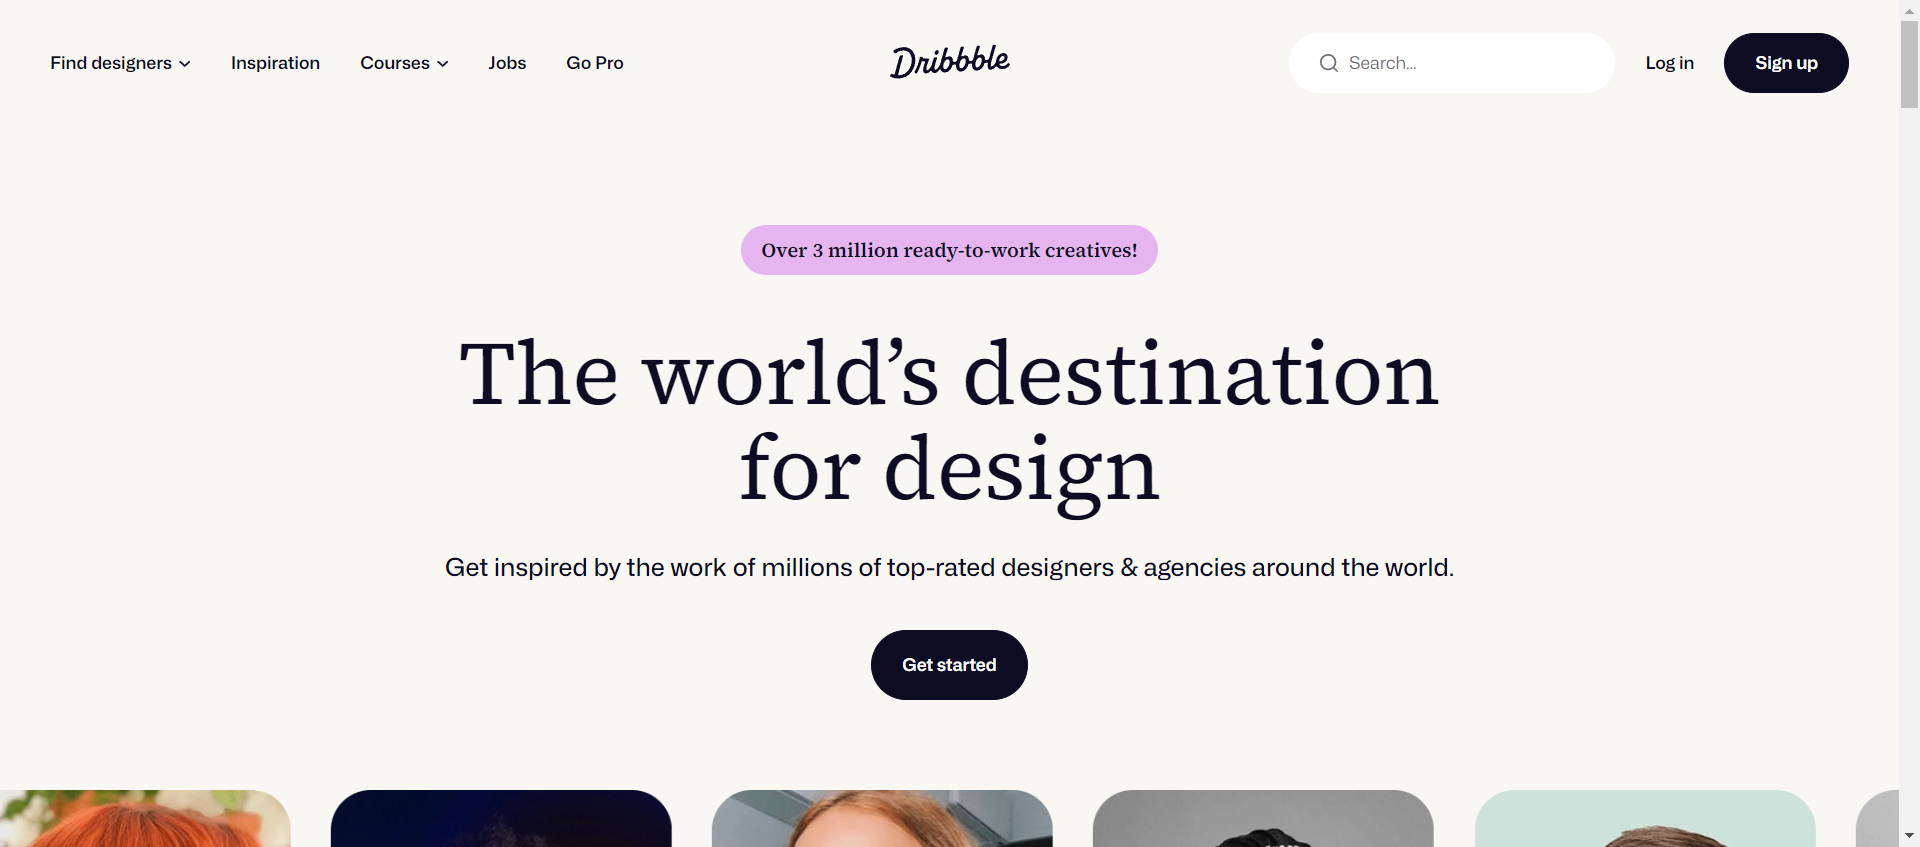 Find designers
Inspiration
Courses
Jobs
Go Pro
Dribbble
Search...
Log in
Sign up
Over 3 million ready-to-work creatives!
The world’s destination
for design
Get inspired by the work of millions of top-rated designers & agencies around the world.
Get started